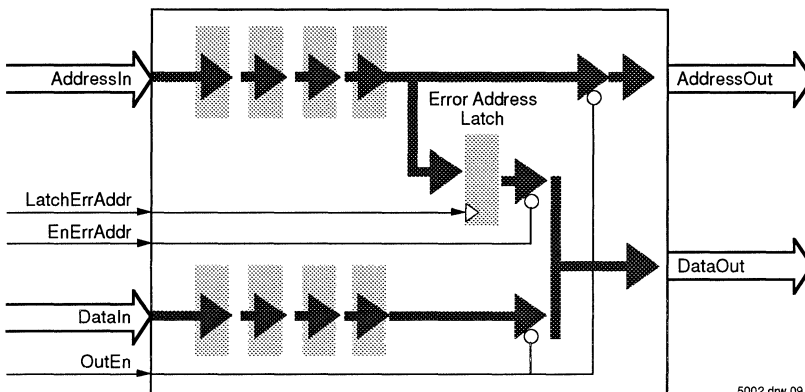 AddressIn
AddressOut
Error Address
Latch
LatchErrAddr
EnErrAddr
DataOut
DataIn
OutEn
5002 drw 09